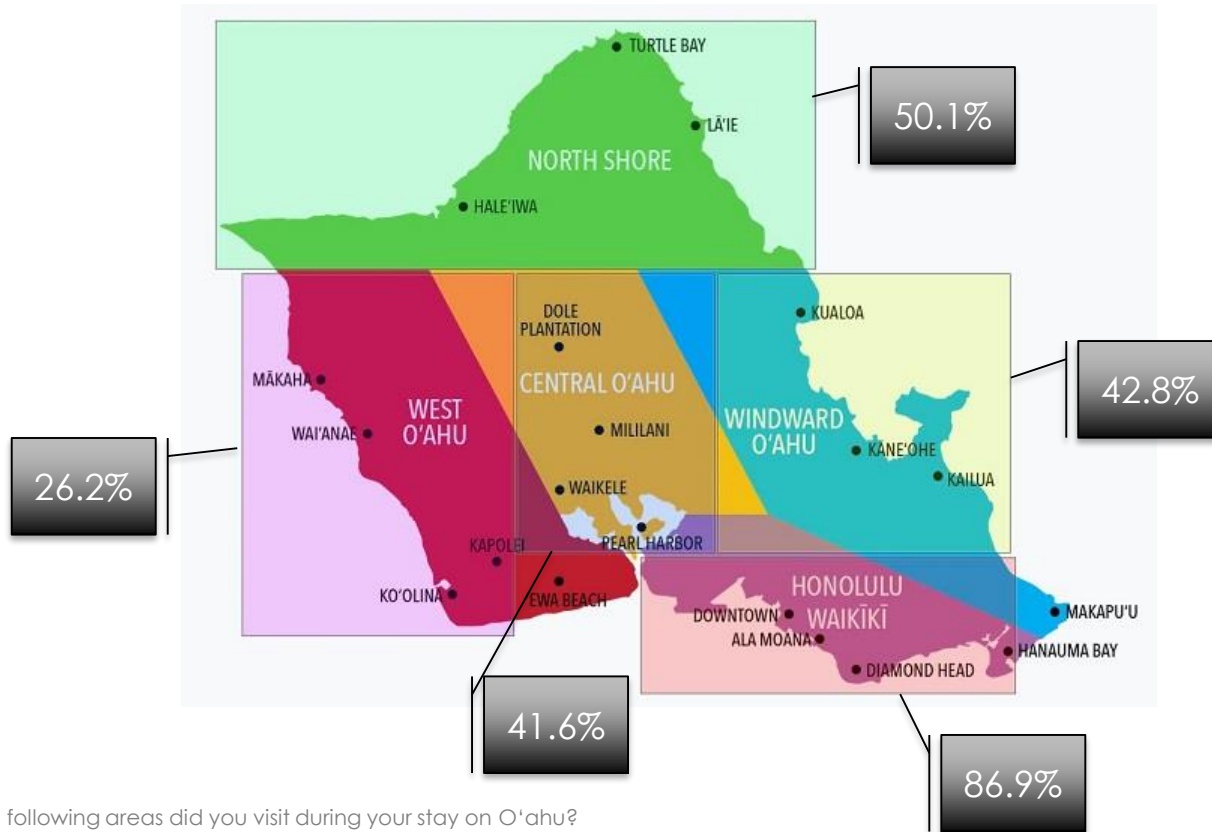 TURTLE BAY
50.1%
LĀ'IE
NORTH SHORE
HALE'IWA
DOLE
PLANTATION
KUALOA
42.8%
MĀKAHA
CENTRAL O'AHU
WEST
O'AHU
WINDWARD
O'AHU
WAI'ANAE
MILILANI
KĀNE'OHE
26.2%
WAIKELE
KAILUA
PEARL HARBOR
KAPOLEI
KO'OLINA
EWA BEACH
HONOLULU
WAIKĪKĪ
DOWNTOWN
MAKAPU'U
ALA MOANA
HANAUMA BAY
DIAMOND HEAD
41.6%
86.9%
following areas did you visit during your stay on O‘ahu?